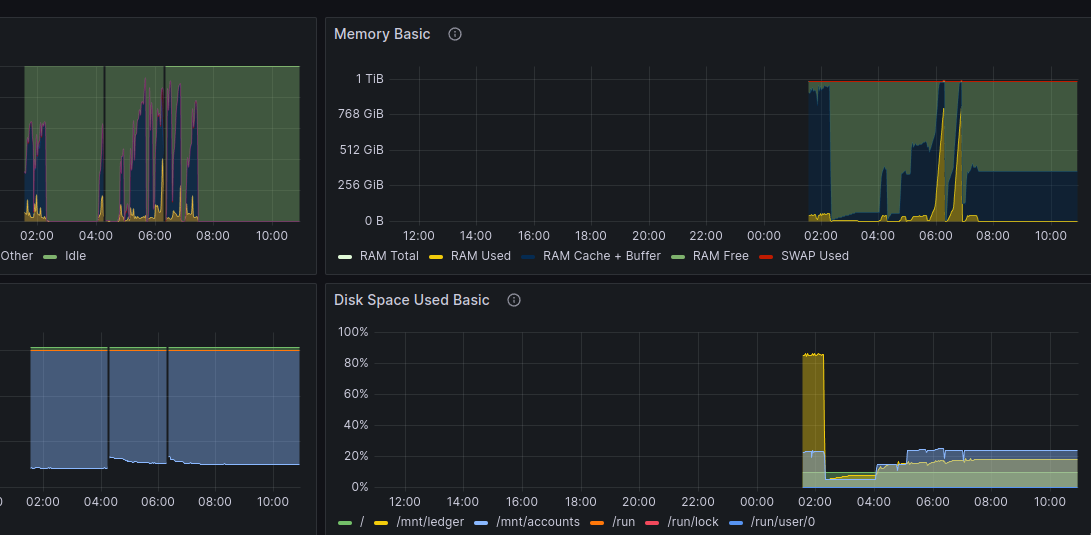 Memory Basic
1 TiB
768 GiB
512 GiB
256 GiB
0 B
02:00 04:00 06:00 08:00 10:00
12:00 14:00 16:00 18:00 20:00 22:00 00:00 02:00 04:00 06:00 08:00 10:00
Other Idle
RAM Total RAM Used RAM Cache + Buffer RAM Free SWAP Used
Disk Space Used Basic
100%
80%
60%
40%
20%
0%
0 02:00 04:00 06:00 08:00 10:00
12:00 14:00 16:00 18:00 20:00 22:00 00:00 02:00 04:00 06:00 08:00 10:00
/ /mnt/ledger /mnt/accounts /run /run/lock /run/user/0